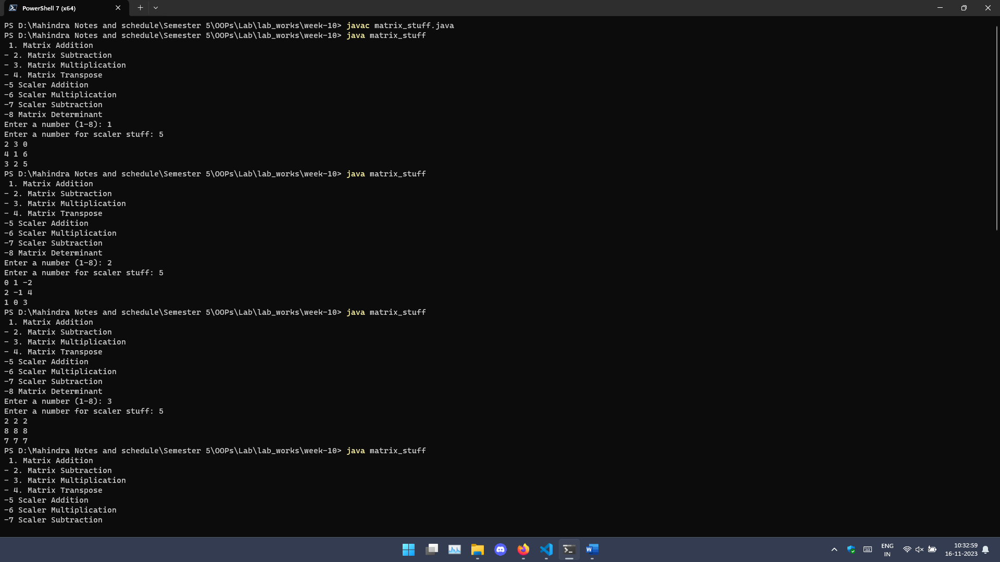 PowerShell 7 (x64)
PS D:\Mahindra Notes and schedule\Semester 5\OOPs\Lab\lab_works\week-10> javac matrix_stuff.java
PS D:\Mahindra Notes and schedule\Semester 5\OOPs\Lab\lab_works\week-10> java matrix_stuff
 1. Matrix Addition
- 2. Matrix Subtraction
- 3. Matrix Multiplication
- 4. Matrix Transpose
-5 Scaler Addition
-6 Scaler Multiplication
-7 Scaler Subtraction
-8 Matrix Determinant
Enter a number (1-8): 1
Enter a number for scaler stuff: 5
2 3 0
4 1 6
3 2 5
PS D:\Mahindra Notes and schedule\Semester 5\OOPs\Lab\lab_works\week-10> java matrix_stuff
 1. Matrix Addition
- 2. Matrix Subtraction
- 3. Matrix Multiplication
- 4. Matrix Transpose
-5 Scaler Addition
-6 Scaler Multiplication
-7 Scaler Subtraction
-8 Matrix Determinant
Enter a number (1-8): 2
Enter a number for scaler stuff: 5
0 1 -2
2 -1 4
1 0 3
PS D:\Mahindra Notes and schedule\Semester 5\OOPs\Lab\lab_works\week-10> java matrix_stuff
 1. Matrix Addition
- 2. Matrix Subtraction
- 3. Matrix Multiplication
- 4. Matrix Transpose
-5 Scaler Addition
-6 Scaler Multiplication
-7 Scaler Subtraction
-8 Matrix Determinant
Enter a number (1-8): 3
Enter a number for scaler stuff: 5
2 2 2
8 8 8
7 7 7
PS D:\Mahindra Notes and schedule\Semester 5\OOPs\Lab\lab_works\week-10> java matrix_stuff
 1. Matrix Addition
- 2. Matrix Subtraction
- 3. Matrix Multiplication
- 4. Matrix Transpose
-5 Scaler Addition
-6 Scaler Multiplication
-7 Scaler Subtraction
ENG
IN
10:32:59
16-11-2023